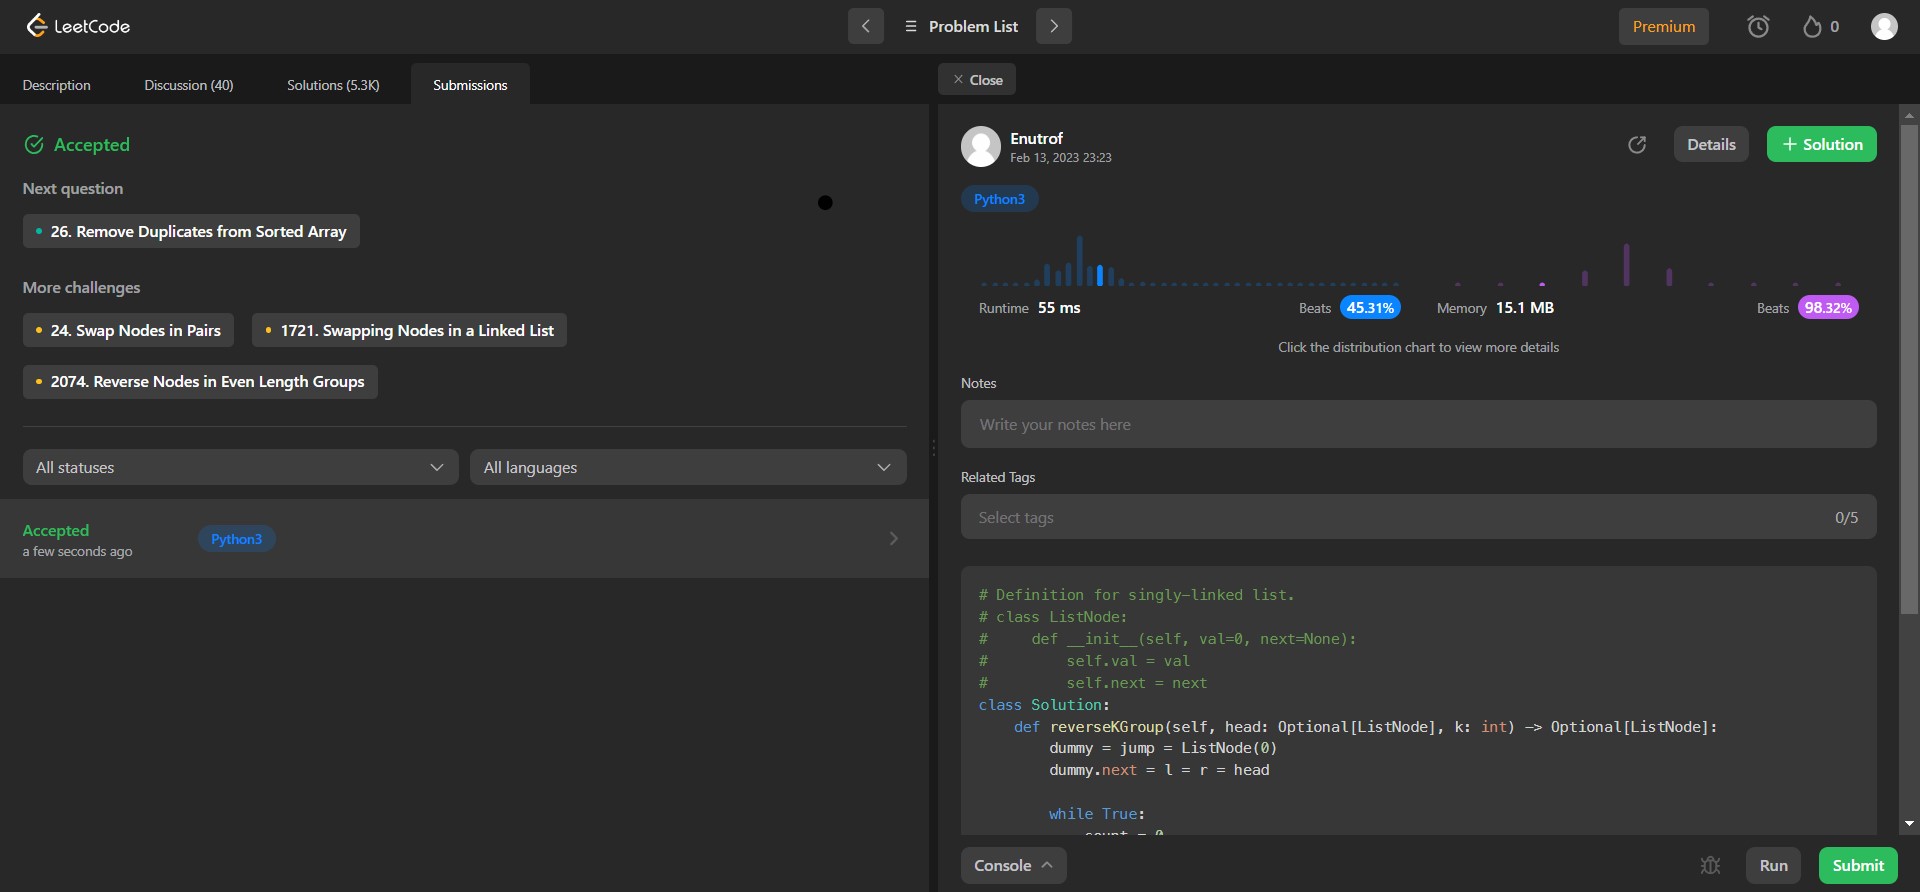 LeetCode
Problem List
Premium
0
Description
Discussion (40)
Solutions (5.3K)
Submissions
Close
Accepted
Next question
26. Remove Duplicates from Sorted Array
More challenges
24. Swap Nodes in Pairs
1721. Swapping Nodes in a Linked List
2074. Reverse Nodes in Even Length Groups
All statuses
All languages
Accepted
a few seconds ago
Python3
Enutrof
Feb 13, 2023 23:23
Details
+ Solution
Python3
Runtime 55 ms
Beats 45.31%
Memory 15.1 MB
Beats 98.32%
Click the distribution chart to view more details
Notes
Write your notes here
Related Tags
Select tags
0/5
# Definition for singly-linked list.
# class ListNode:
#     def __init__(self, val=0, next=None):
#         self.val = val
#         self.next = next
class Solution:
    def reverseKGroup(self, head: Optional[ListNode], k: int) -> Optional[ListNode]:
        dummy = jump = ListNode(0)
        dummy.next = l = r = head
        while True:
            count = 0
Console
Run
Submit